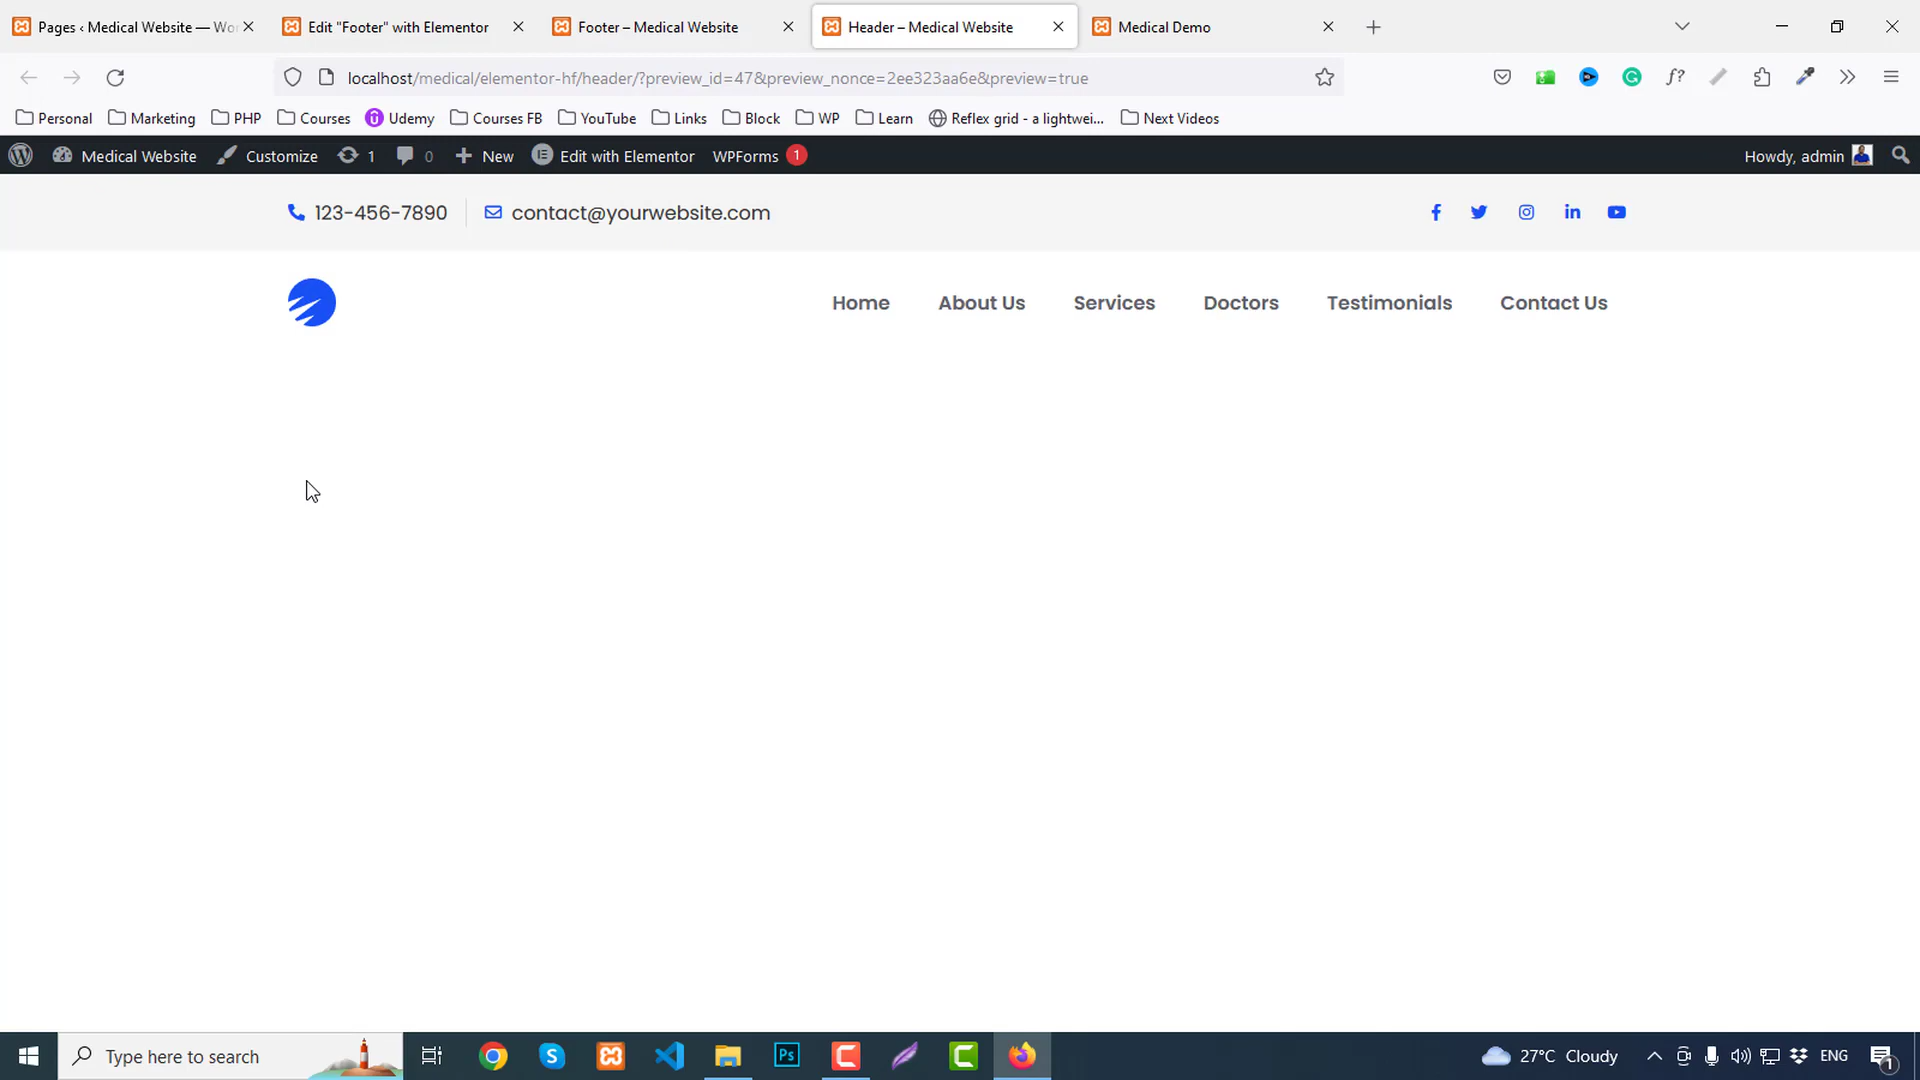 Pages ‹ Medical Website — Wo
Edit "Footer" with Elementor
Footer – Medical Website
Header – Medical Website
Medical Demo
localhost/medical/elementor-hf/header/?preview_id=47&preview_nonce=2ee323aa6e&preview=true
f?
Personal
Marketing
PHP
Courses
Udemy
Courses FB
YouTube
Links
Block
WP
Learn
Reflex grid - a lightwei...
Next Videos
Medical Website
Customize
1
0
New
Edit with Elementor
WPForms 1
Howdy, admin
123-456-7890
contact@yourwebsite.com
Home
About Us
Services
Doctors
Testimonials
Contact Us
Type here to search
Ps
27°C Cloudy
ENG
1